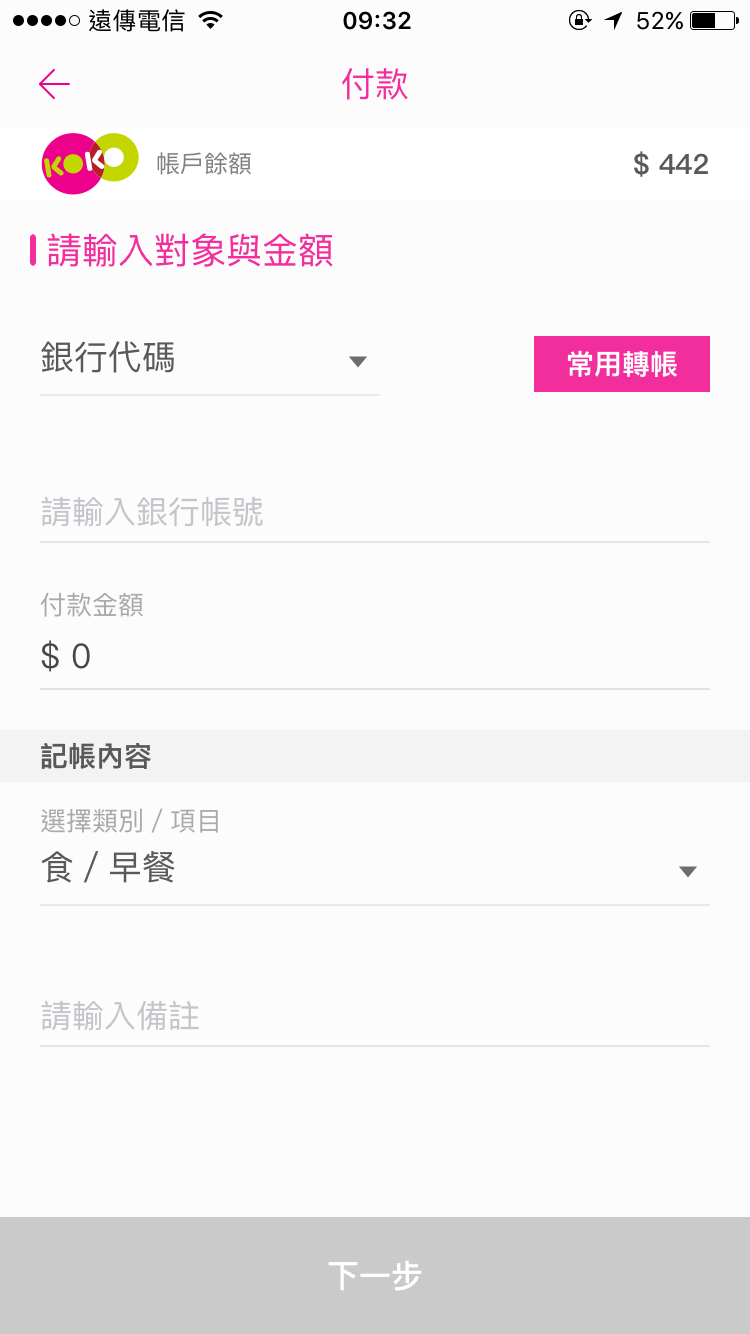 遠傳電信 09:32 52%
付款
KOKO 帳戶餘額 $ 442
請輸入對象與金額
銀行代碼 常用轉帳
請輸入銀行帳號
付款金額
$ 0
記帳內容
選擇類別 / 項目
食 / 早餐
請輸入備註
下一步